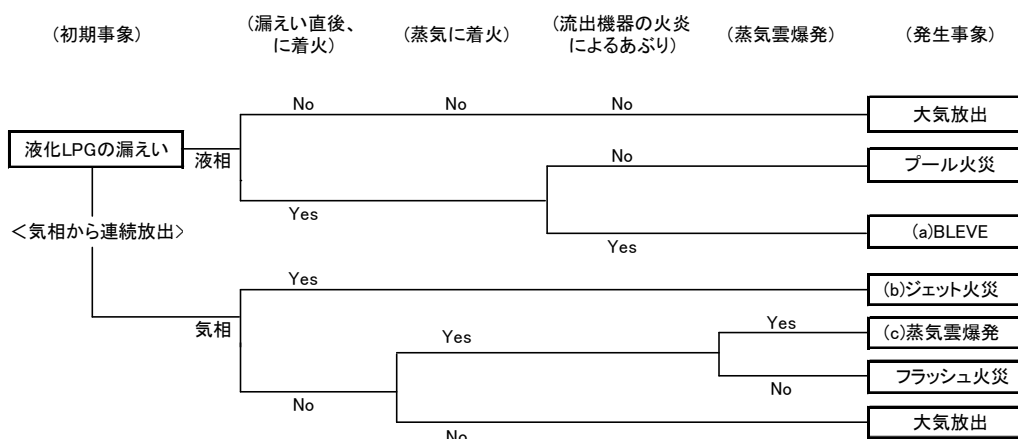 (初期事象)
(漏えい直後、
に着火)
(蒸気に着火)
(流出機器の火炎
によるあぶり)
(蒸気雲爆発)
(発生事象)
No
No
No
大気放出
液化LPGの漏えい
液相
No
プール火災
Yes
<気相から連続放出>
Yes
(a)BLEVE
Yes
(b)ジェット火災
気相
Yes
Yes
(c)蒸気雲爆発
No
No
フラッシュ火災
No
大気放出